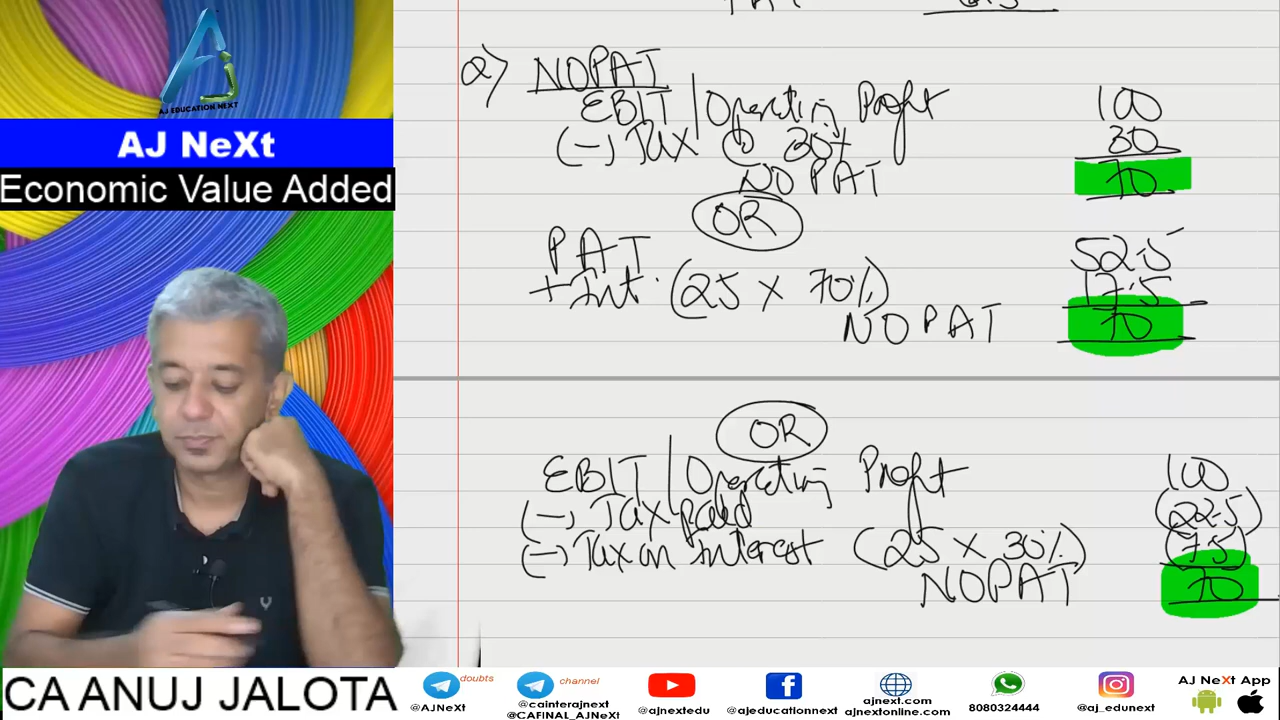 AJ EDUCATION NEXT
AJ NeXt
Economic Value Added
Q) NOPAT
EBIT / Operating Profit 100
(-) Tax @ 30% 30
NOPAT 70
OR
PAT 52.5
+ Int. (25 X 70%) 17.5
NOPAT 70
OR
EBIT / Operating Profit 100
(-) Tax paid (22.5)
(-) Tax on interest (25 X 30%) (7.5)
NOPAT 70
CA ANUJ JALOTA
doubts
@AJNeXt
channel
@cainterajnext
@CAFINAL_AJNeXt
@ajnextedu
@ajeducationnext
ajnext.com
ajnextonline.com
8080324444
@aj_edunext
AJ NeXt App